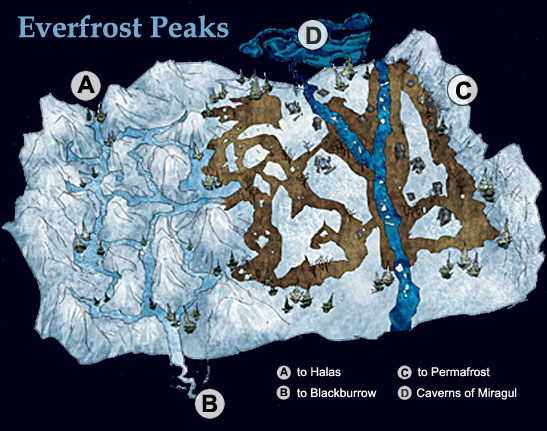 Everfrost Peaks
D
A
C
B
A to Halas
C to Permafrost
B to Blackburrow
D Caverns of Miragul